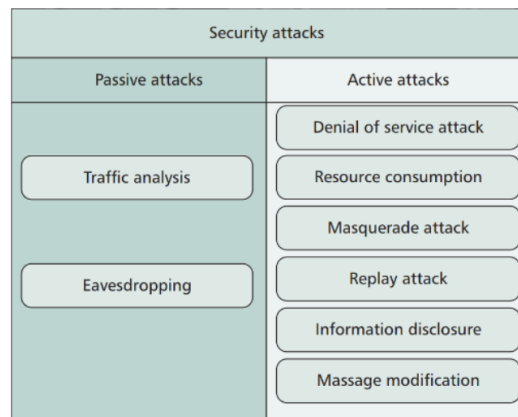 Security attacks
Passive attacks
Active attacks
Traffic analysis
Eavesdropping
Denial of service attack
Resource consumption
Masquerade attack
Replay attack
Information disclosure
Massage modification